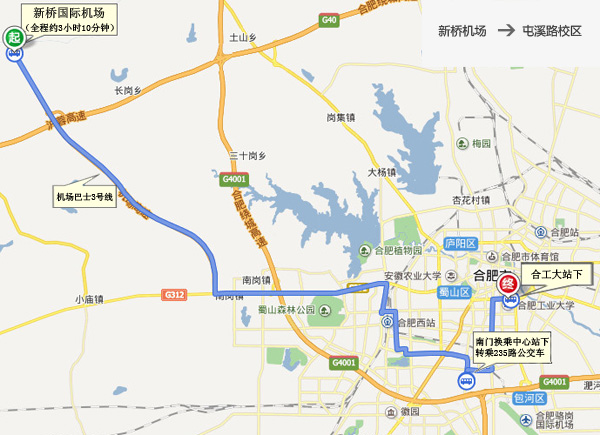 新桥国际机场
(全程约3小时10分钟)
起
新桥机场 → 屯溪路校区
G40
合肥绕城高速
土山乡
长岗乡
沪蓉高速
岗集镇
梅园
三十岗乡
大杨镇
G4001
合肥绕城高速
机场巴士3号线
杏花村镇
合肥站
庐阳区
合肥植物园
合肥市体育馆
安徽农业大学
合肥市
合工大站下
南岗镇
蜀山区
终
小庙镇
G312
南岗镇
合肥工业大学
蜀山森林公园
合肥西站
南门换乘中心站下
转乘235路公交车
G4001
G4001
淝河
包河区
徽园
合肥骆岗
国际机场